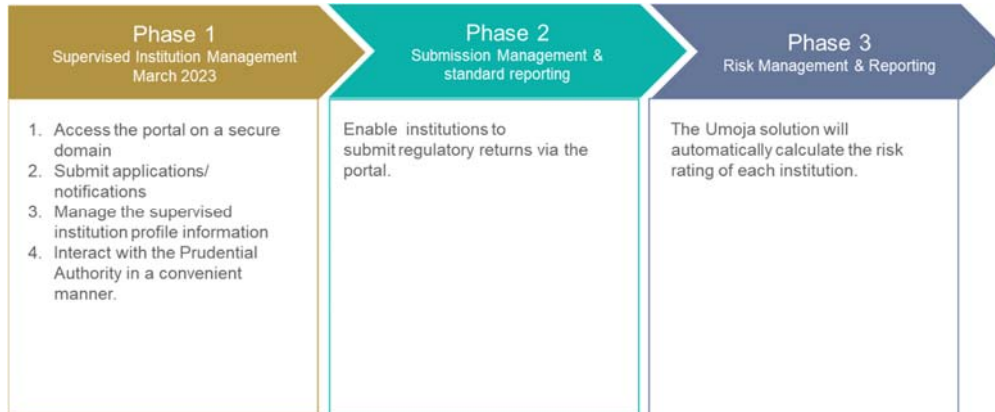 Phase 1
Supervised Institution Management
March 2023
1. Access the portal on a secure
domain
2. Submit applications/
notifications
3. Manage the supervised
institution profile information
4. Interact with the Prudential
Authority in a convenient
manner.
Phase 2
Submission Management &
standard reporting
Enable institutions to
submit regulatory returns via the
portal.
Phase 3
Risk Management & Reporting
The Umoja solution will
automatically calculate the risk
rating of each institution.